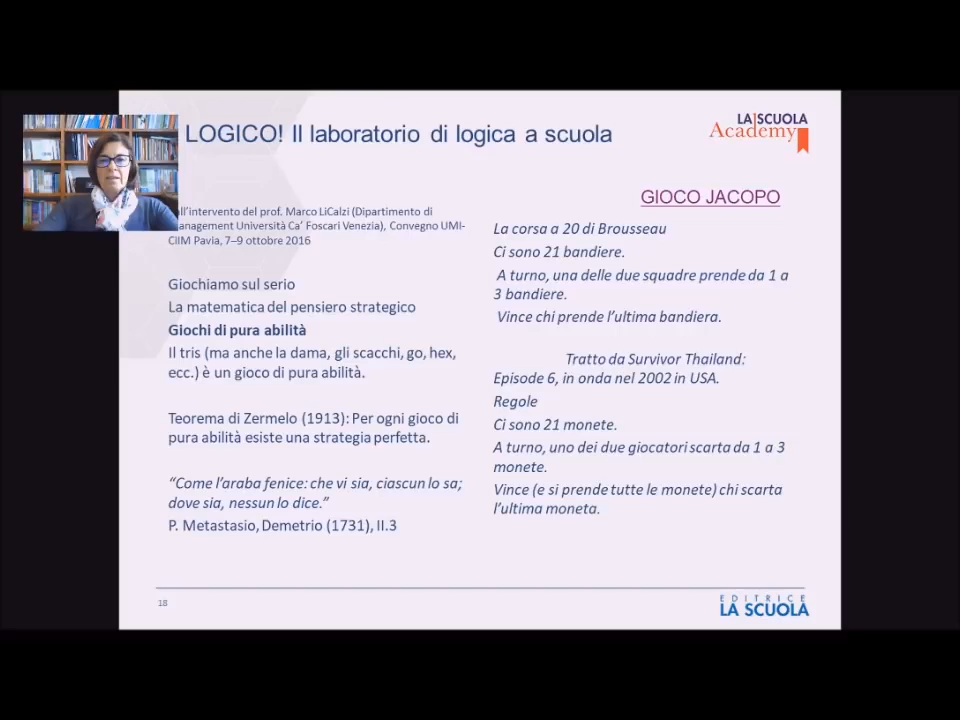 LOGICO! Il laboratorio di logica a scuola
LA|SCUOLA
Academy
GIOCO JACOPO
ll'intervento del prof. Marco LiCalzi (Dipartimento di
anagement Università Ca' Foscari Venezia), Convegno UMI-
CIIM Pavia, 7–9 ottobre 2016
Giochiamo sul serio
La matematica del pensiero strategico
Giochi di pura abilità
Il tris (ma anche la dama, gli scacchi, go, hex,
ecc.) è un gioco di pura abilità.
Teorema di Zermelo (1913): Per ogni gioco di
pura abilità esiste una strategia perfetta.
“Come l’araba fenice: che vi sia, ciascun lo sa;
dove sia, nessun lo dice.”
P. Metastasio, Demetrio (1731), II.3
La corsa a 20 di Brousseau
Ci sono 21 bandiere.
A turno, una delle due squadre prende da 1 a
3 bandiere.
Vince chi prende l’ultima bandiera.
Tratto da Survivor Thailand:
Episode 6, in onda nel 2002 in USA.
Regole
Ci sono 21 monete.
A turno, uno dei due giocatori scarta da 1 a 3
monete.
Vince (e si prende tutte le monete) chi scarta
l’ultima moneta.
18
EDITRICE
LA SCUOLA